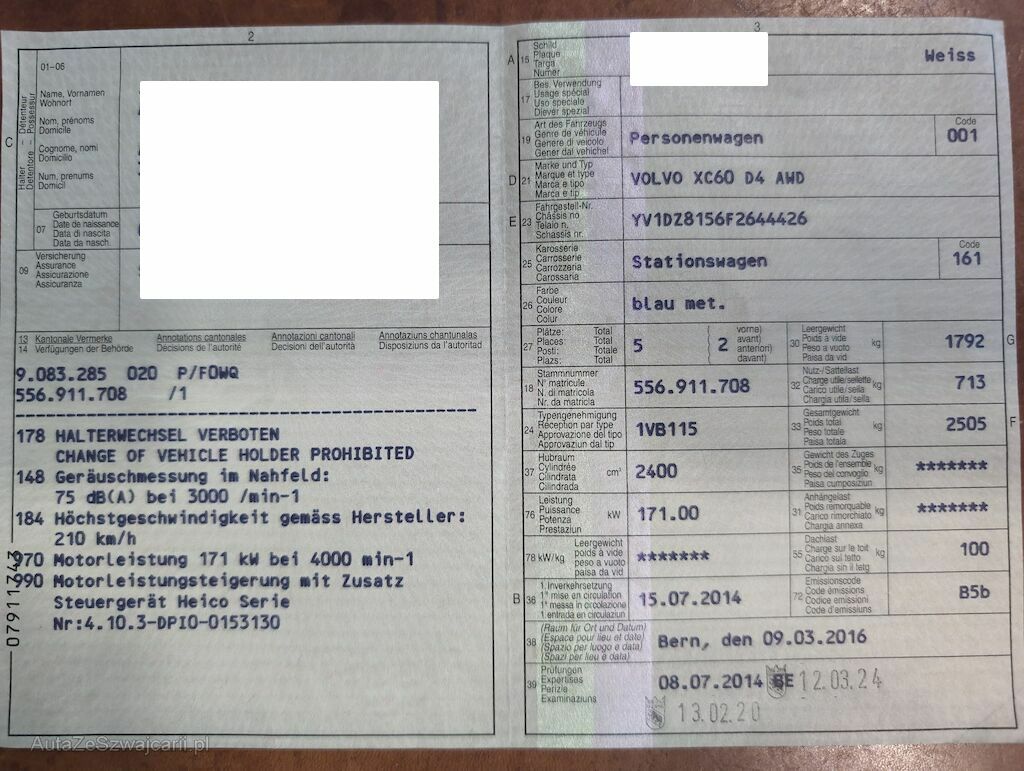 2
01-06
C
Halter – Détenteur
Detentore – Possessur
Name, Vornamen
Wohnort
Nom, prénoms
Domicile
Cognome, nomi
Domicilio
Num, prenums
Domicil
07
Geburtsdatum
Date de naissance
Data di nascita
Data da nasch.
09
Versicherung
Assurance
Assicurazione
Assicuranza
13 Kantonale Vermerke Annotations cantonales Annotazioni cantonali Annotaziuns chantunalas
14 Verfügungen der Behörde Décisions de l'autorité Decisioni dell'autorità Disposiziuns da l'autoritad
9.083.285 020 P/FOWQ
556.911.708 /1
178 HALTERWECHSEL VERBOTEN
CHANGE OF VEHICLE HOLDER PROHIBITED
148 Geräuschmessung im Nahfeld:
75 dB(A) bei 3000 /min-1
184 Höchstgeschwindigkeit gemäss Hersteller:
210 km/h
970 Motorleistung 171 kW bei 4000 min-1
990 Motorleistungsteigerung mit Zusatz
Steuergerät Heico Serie
Nr:4.10.3-DPIO-0153130
07911343
3
A 15
Schild
Plaque
Targa
Numer
Weiss
17
Bes. Verwendung
Usage spécial
Uso speciale
Diever spezial
19
Art des Fahrzeugs
Genre de véhicule
Genere di veicolo
Gener dal vehichel
Personenwagen
Code
001
D 21
Marke und Typ
Marque et type
Marca e tipo
Marca e tip
VOLVO XC60 D4 AWD
E 23
Fahrgestell-Nr.
Châssis no
Telaio n.
Schassis nr.
YV1DZ8156F2644426
25
Karosserie
Carrosserie
Carrozzeria
Carossaria
Stationswagen
Code
161
26
Farbe
Couleur
Colore
Colur
blau met.
27
Plätze: Total
Places: Total
Posti: Totale
Plazs: Total
5
2
vorne)
avant)
anteriori)
davant)
30
Leergewicht
Poids à vide
Peso a vuoto
Paisa da vid
kg
1792
G
18
Stammnummer
N° matricule
N. di matricola
Nr. da matricla
556.911.708
32
Nutz-/Sattellast
Charge utile/sellette
Carico utile/sella
Chargia utila/sella
kg
713
24
Typengenehmigung
Réception par type
Approvazione del tipo
Approvaziun dal tip
1VB115
33
Gesamtgewicht
Poids total
Peso totale
Paisa totala
kg
2505
F
37
Hubraum
Cylindrée
Cilindrata
Cilindrada
cm³
2400
35
Gewicht des Zuges
Poids de l'ensemble
Peso del convoglio
Paisa cumposiziun
kg
*******
76
Leistung
Puissance
Potenza
Prestaziun
kW
171.00
31
Anhängelast
Poids remorquable
Carico rimorchiato
Chargia annexa
kg
*******
78 kW/kg
Leergewicht
poids à vide
peso a vuoto
paisa da vid
*******
55
Dachlast
Charge sur le toit
Carico sul tetto
Chargia sin il tetg
kg
100
B 36
1. Inverkehrsetzung
1re mise en circulation
1a messa in circolazione
1. entrada en circulaziun
15.07.2014
72
Emissionscode
Code émissions
Codice emissioni
Code d'emissiuns
B5b
38
(Raum für Ort und Datum)
(Espace pour lieu et date)
(Spazio per luogo e data)
(Spazi per lieu e data)
Bern, den 09.03.2016
39
Prüfungen
Expertises
Perizie
Examinaziuns
08.07.2014 BE 12.03.24
13.02.20
AutaZeSzwajcarii.pl